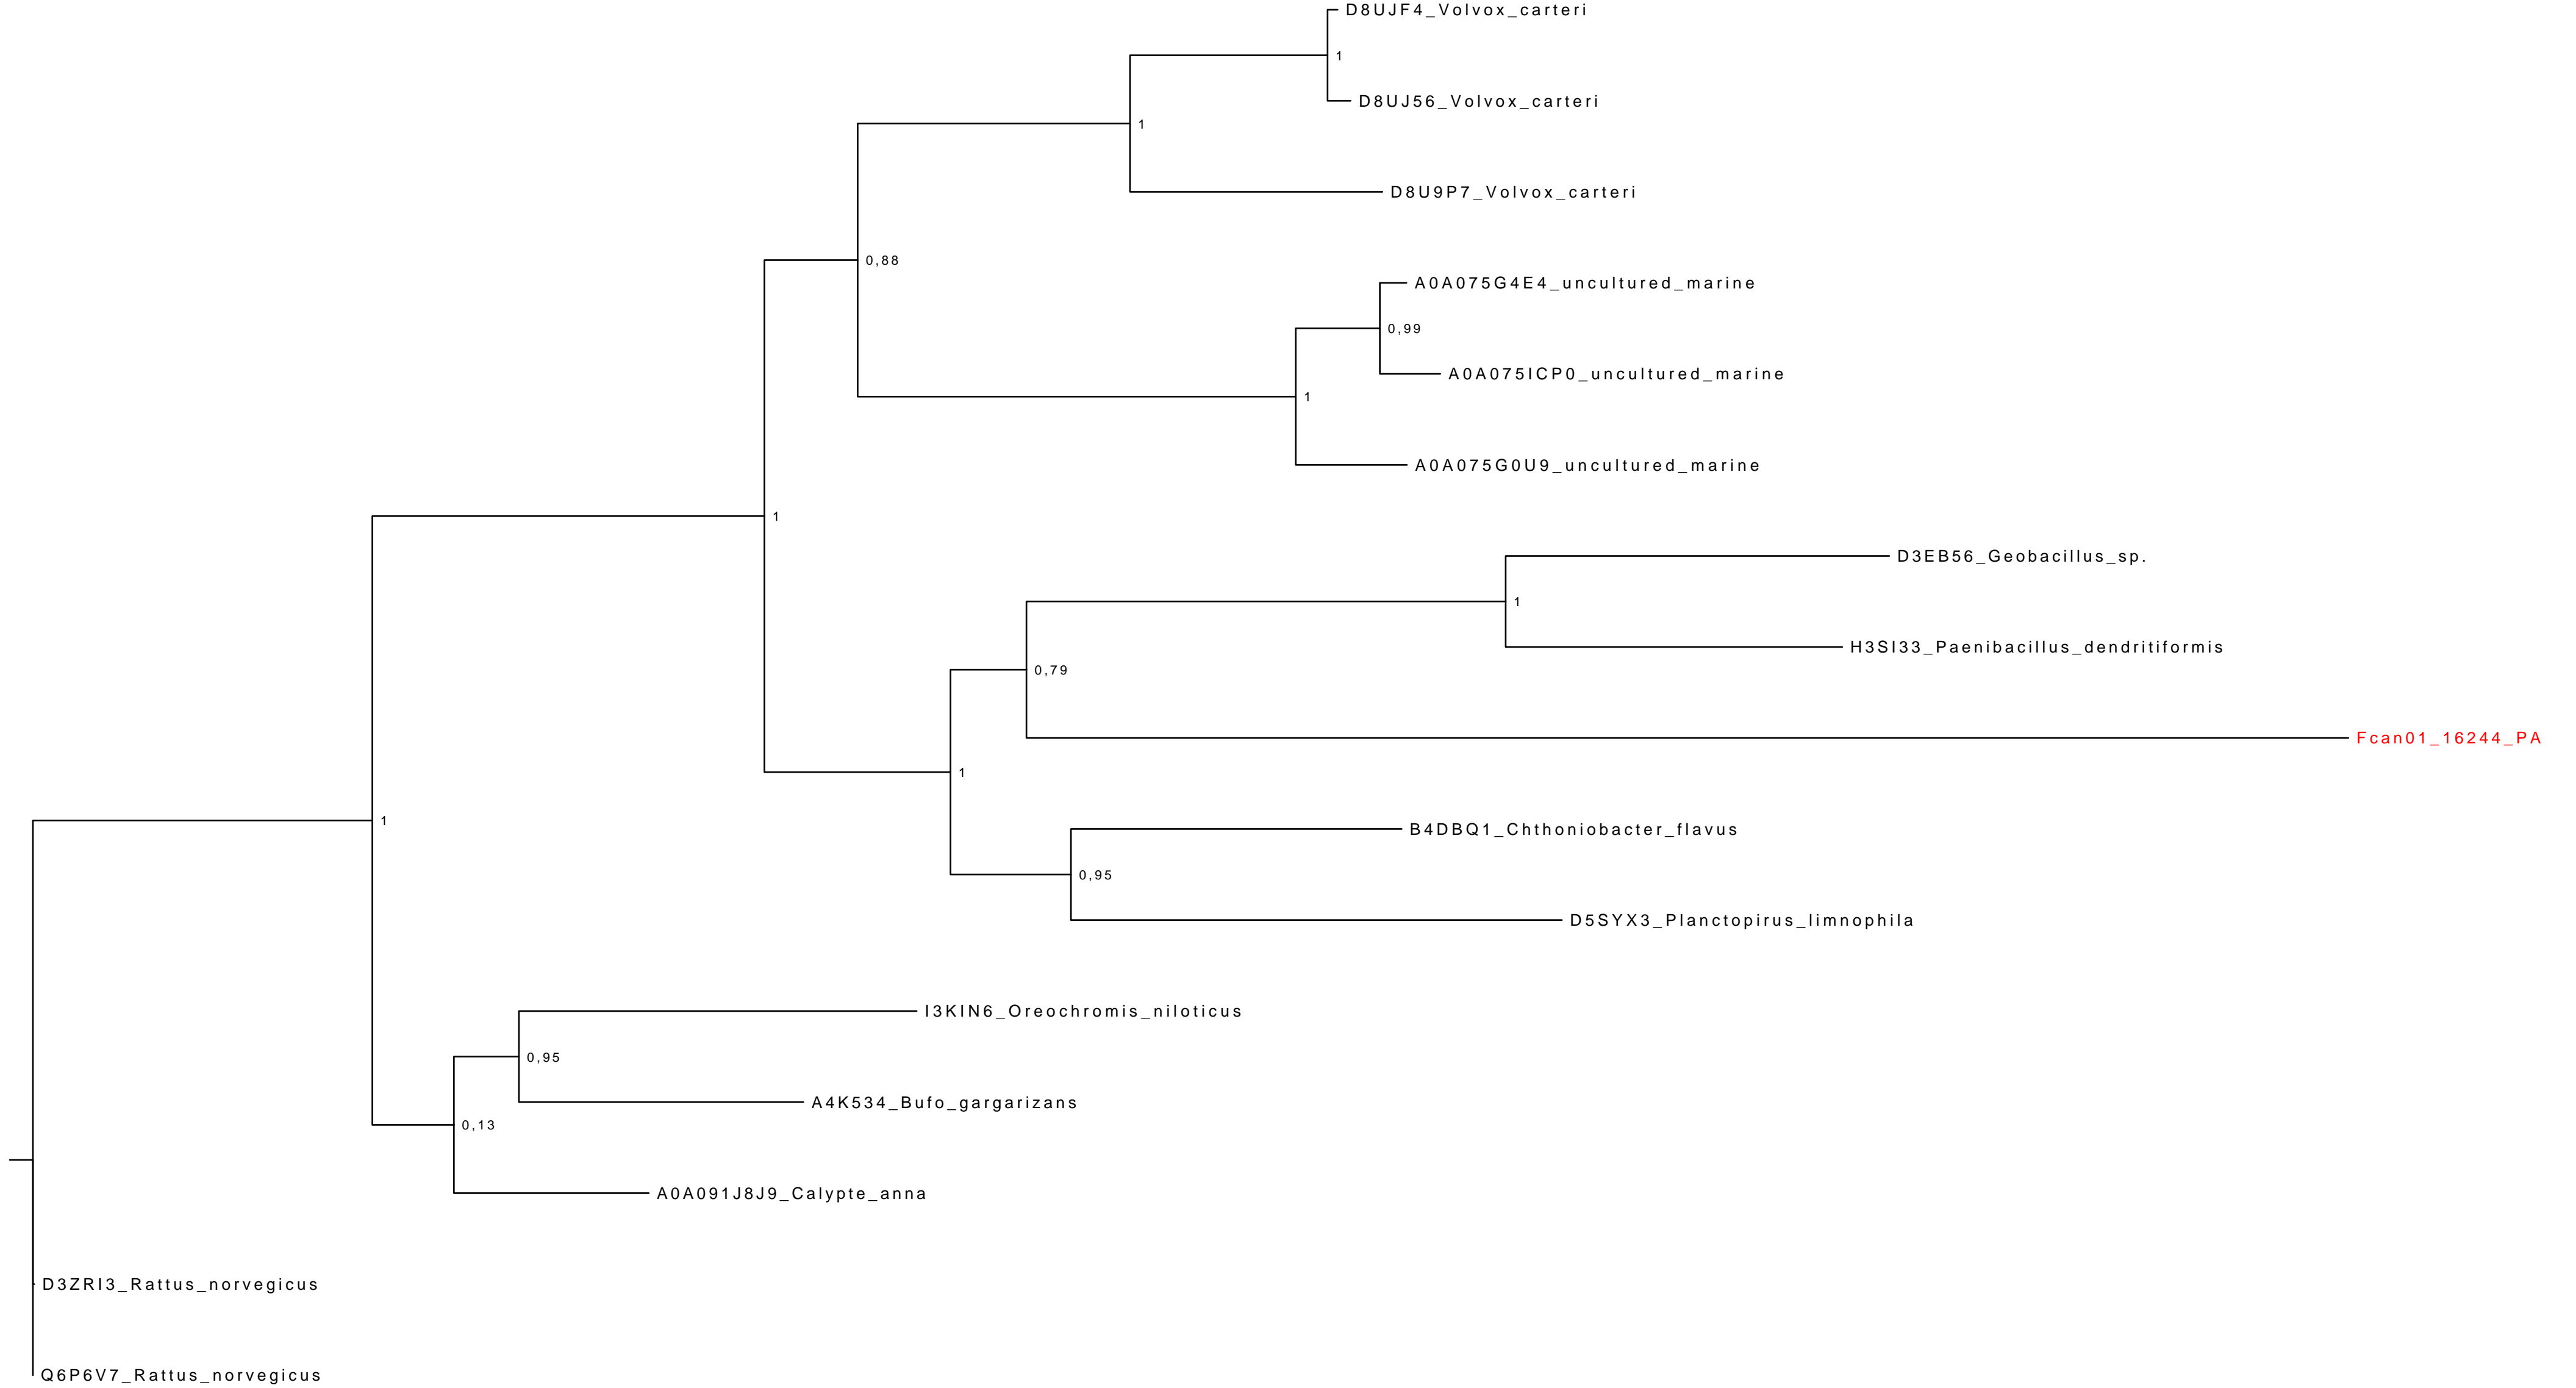 D8UJF4_Volvox_carteri
1
D8UJ56_Volvox_carteri
1
D8U9P7_Volvox_carteri
0,88
A0A075G4E4_uncultured_marine
0,99
A0A075ICP0_uncultured_marine
1
A0A075G0U9_uncultured_marine
1
D3EB56_Geobacillus_sp.
1
H3SI33_Paenibacillus_dendritiformis
0,79
Fcan01_16244_PA
1
1
B4DBQ1_Chthoniobacter_flavus
0,95
D5SYX3_Planctopirus_limnophila
I3KIN6_Oreochromis_niloticus
0,95
A4K534_Bufo_gargarizans
0,13
A0A091J8J9_Calypte_anna
D3ZRI3_Rattus_norvegicus
Q6P6V7_Rattus_norvegicus